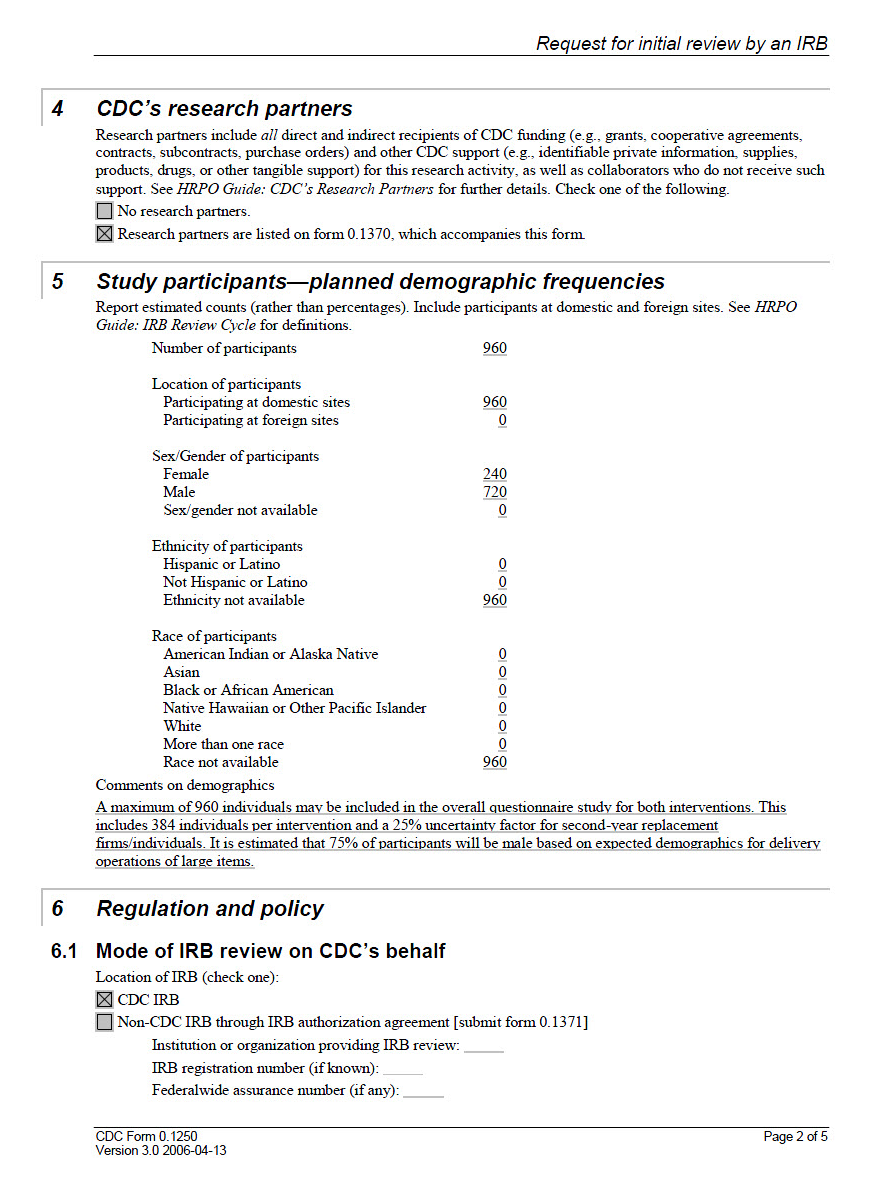 Request for initial review by an IRB
4 CDC's research partners
Research partners include all direct and indirect recipients of CDC funding (e.g., grants, cooperative agreements,
contracts, subcontracts, purchase orders) and other CDC support (e.g., identifiable private information, supplies,
products, drugs, or other tangible support) for this research activity, as well as collaborators who do not receive such
support. See HRPO Guide: CDC's Research Partners for further details. Check one of the following.
No research partners.
Research partners are listed on form 0.1370, which accompanies this form.
5 Study participants—planned demographic frequencies
Report estimated counts (rather than percentages). Include participants at domestic and foreign sites. See HRPO
Guide: IRB Review Cycle for definitions.
Number of participants 960
Location of participants
Participating at domestic sites 960
Participating at foreign sites 0
Sex/Gender of participants
Female 240
Male 720
Sex/gender not available 0
Ethnicity of participants
Hispanic or Latino 0
Not Hispanic or Latino 0
Ethnicity not available 960
Race of participants
American Indian or Alaska Native 0
Asian 0
Black or African American 0
Native Hawaiian or Other Pacific Islander 0
White 0
More than one race 0
Race not available 960
Comments on demographics
A maximum of 960 individuals may be included in the overall questionnaire study for both interventions. This
includes 384 individuals per intervention and a 25% uncertainty factor for second-year replacement
firms/individuals. It is estimated that 75% of participants will be male based on expected demographics for delivery
operations of large items.
6 Regulation and policy
6.1 Mode of IRB review on CDC's behalf
Location of IRB (check one):
CDC IRB
Non-CDC IRB through IRB authorization agreement [submit form 0.1371]
Institution or organization providing IRB review: _____
IRB registration number (if known): _____
Federalwide assurance number (if any): _____
CDC Form 0.1250 Page 2 of 5
Version 3.0 2006-04-13